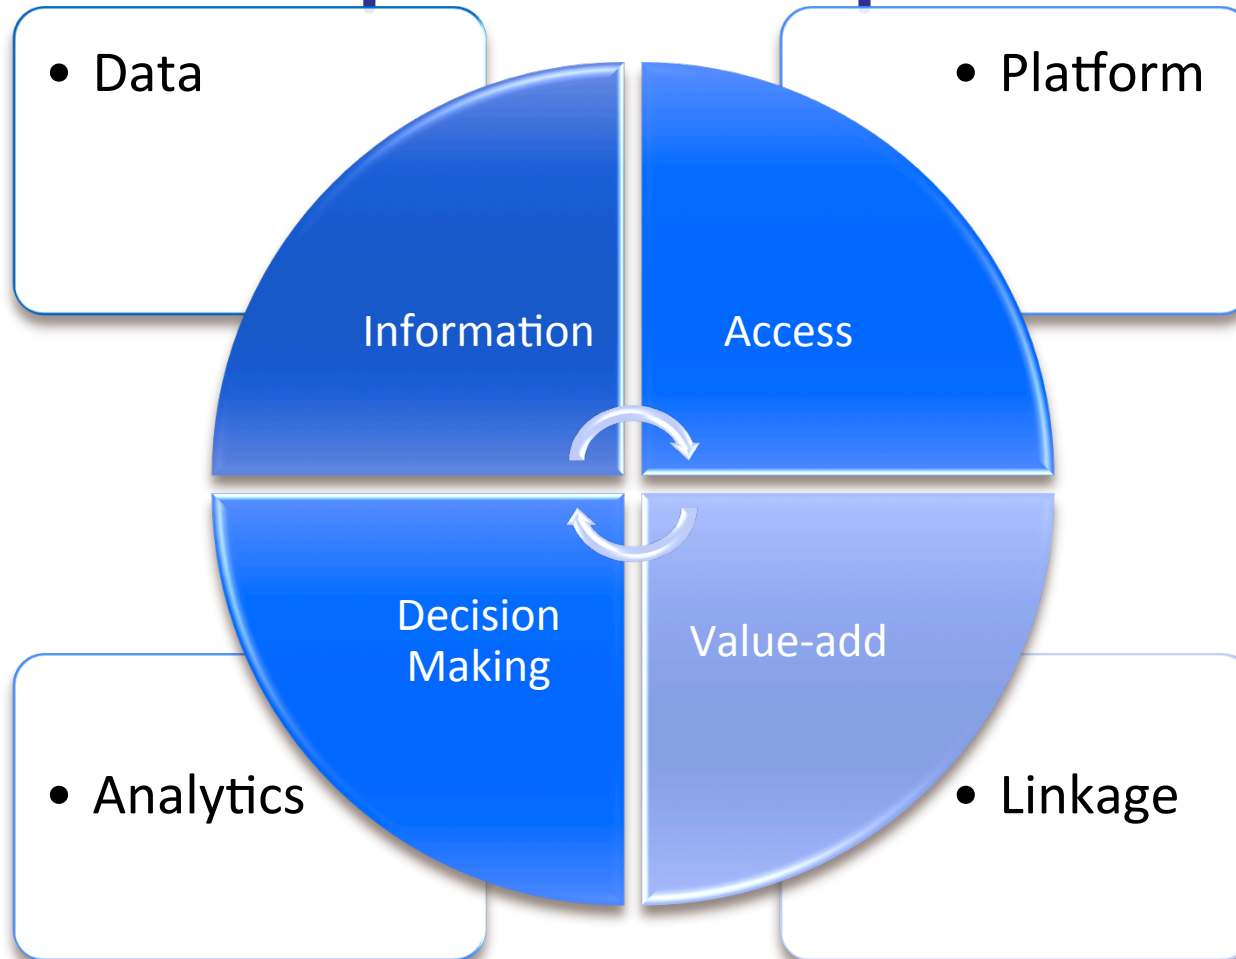 • Data
• Platform
Information
Access
Decision
Making
Value-add
• Analytics
• Linkage